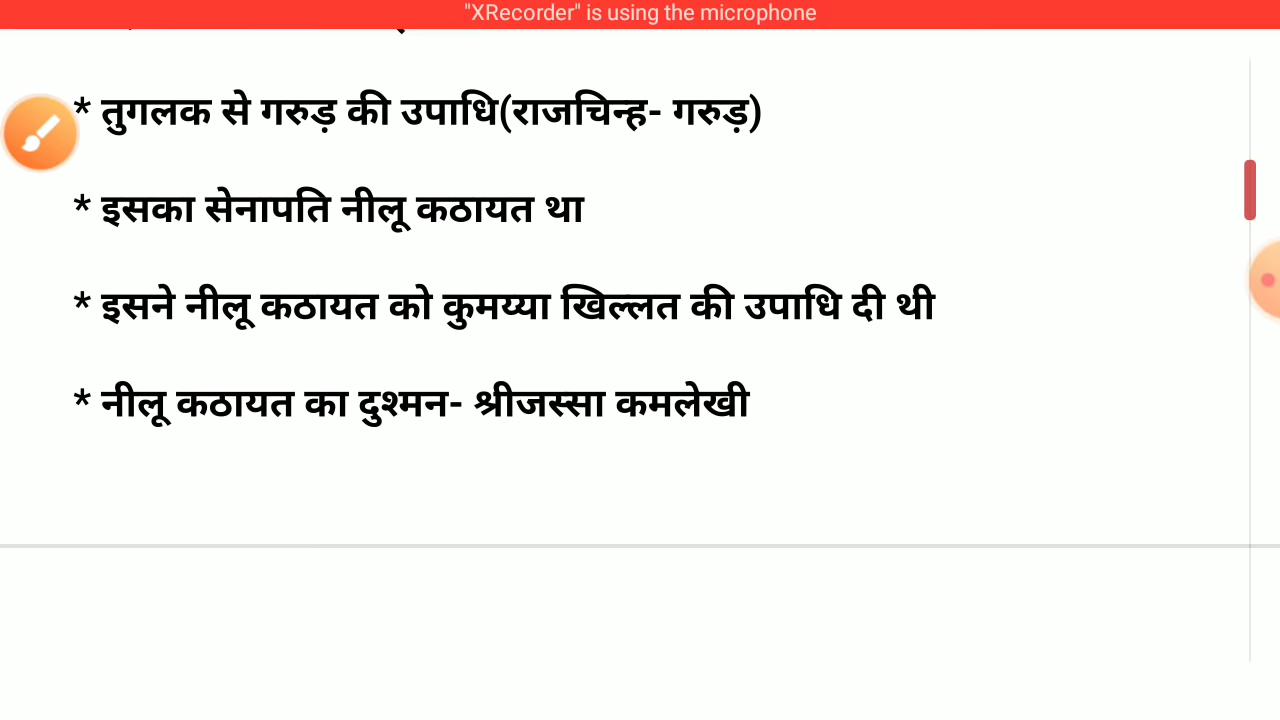 "XRecorder" is using the microphone
* तुगलक से गरुड़ की उपाधि(राजचिन्ह- गरुड़)
* इसका सेनापति नीलू कठायत था
* इसने नीलू कठायत को कुमय्या खिल्लत की उपाधि दी थी
* नीलू कठायत का दुश्मन- श्रीजस्सा कमलेखी